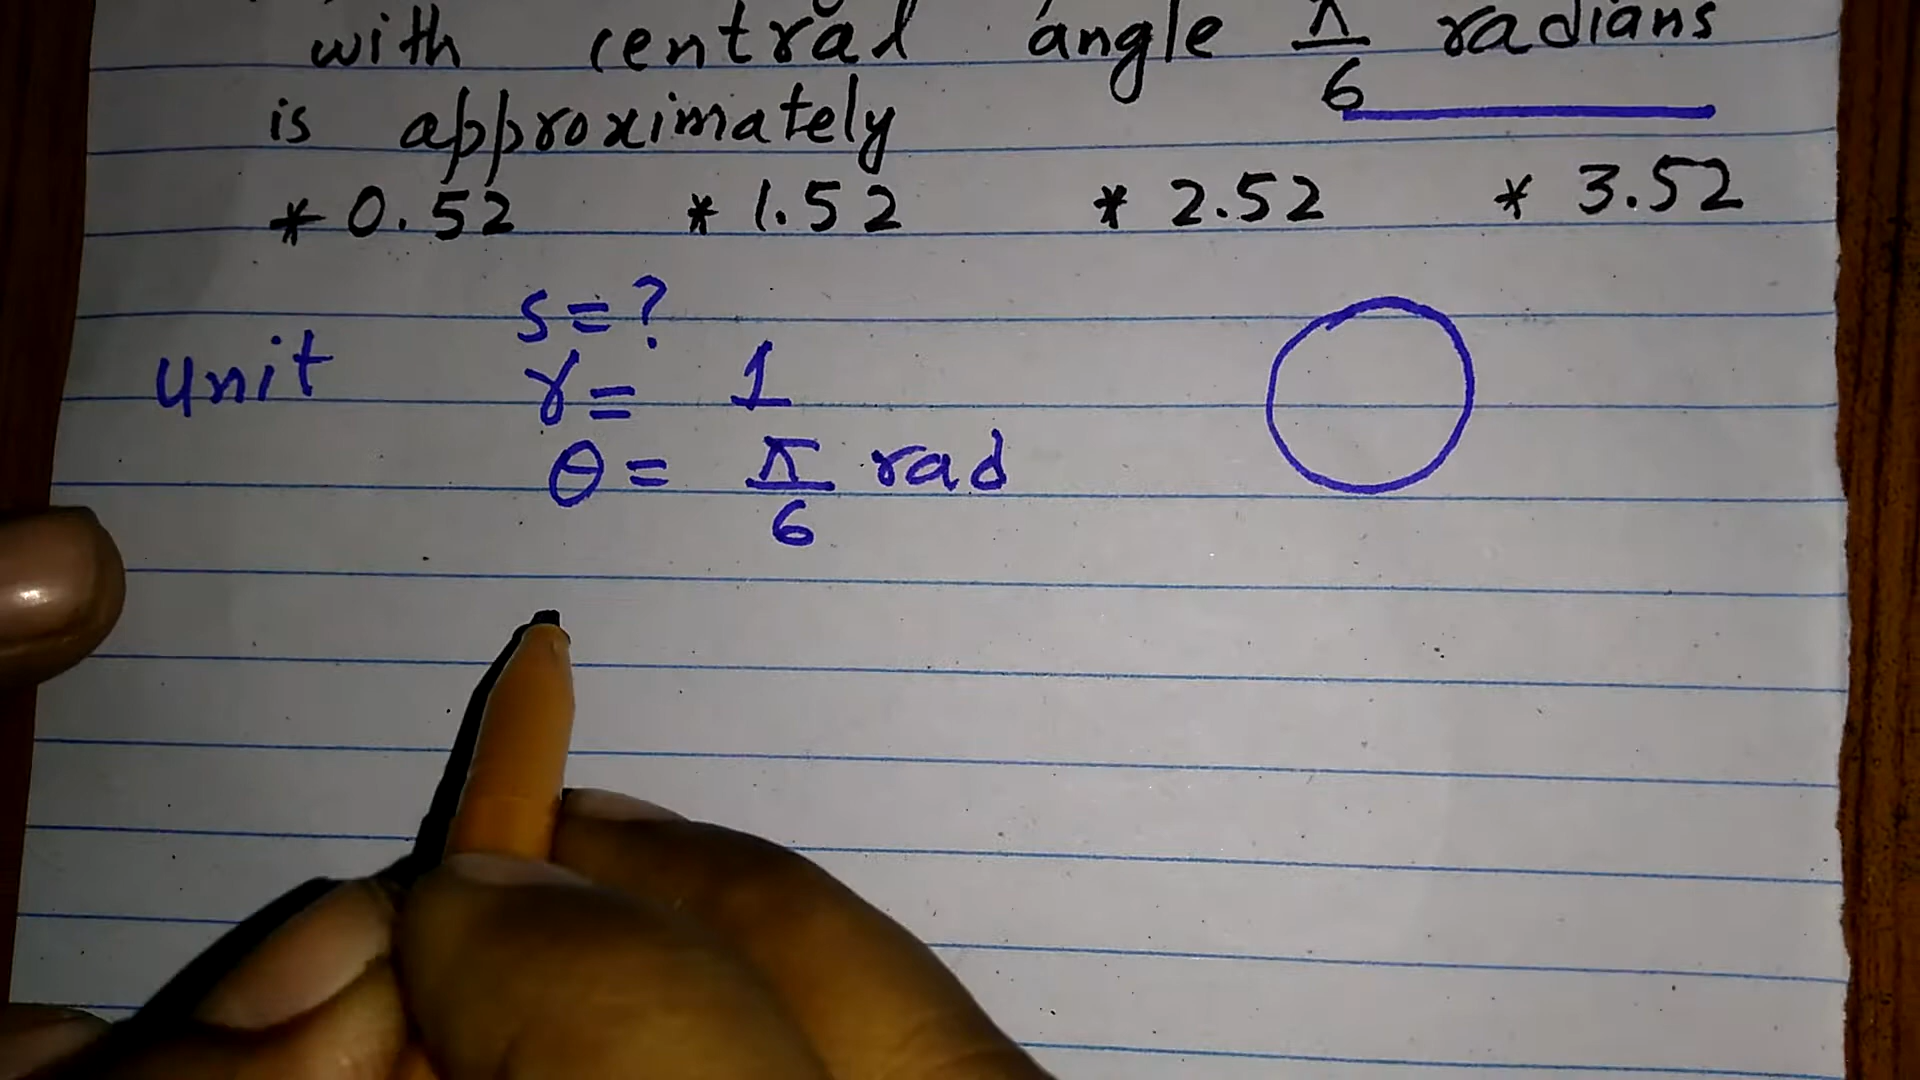 with central angle π/6 radians
is approximately
* 0.52 * 1.52 * 2.52 * 3.52
s = ?
unit r = 1
θ = π/6 rad